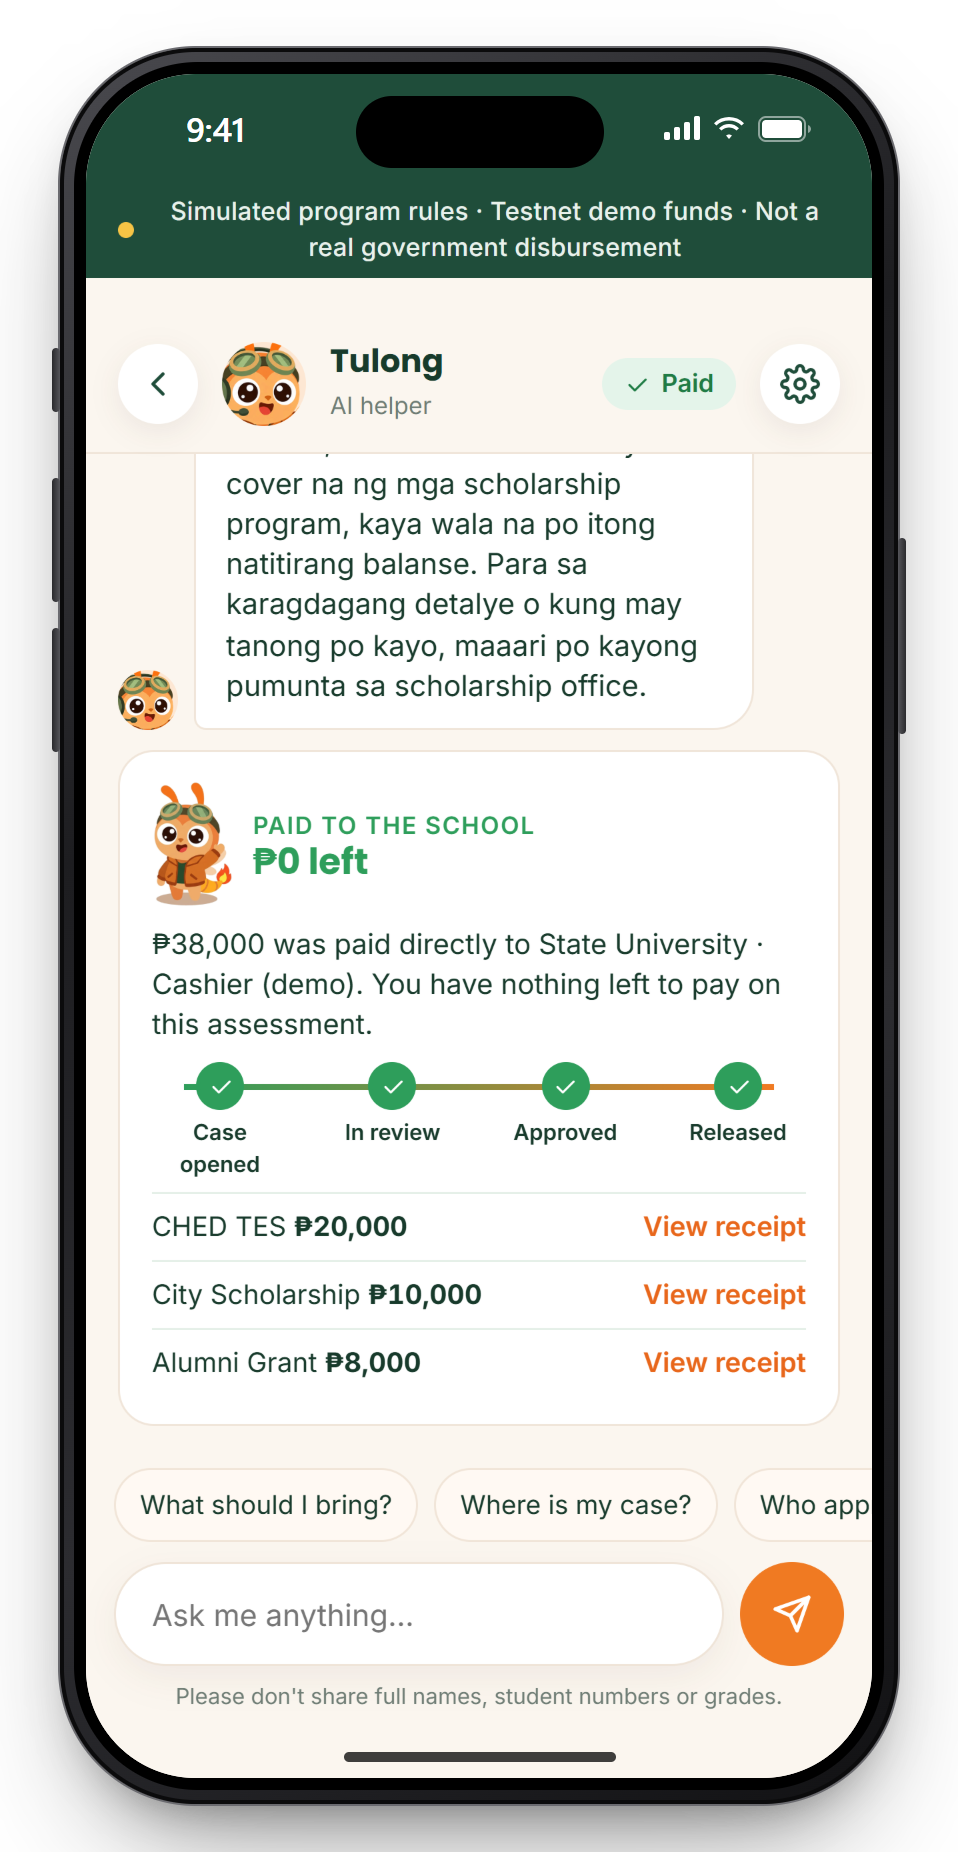 9:41
Simulated program rules · Testnet demo funds · Not a
real government disbursement
Tulong
AI helper
Paid
cover na ng mga scholarship
program, kaya wala na po itong
natitirang balanse. Para sa
karagdagang detalye o kung may
tanong po kayo, maaari po kayong
pumunta sa scholarship office.
PAID TO THE SCHOOL
₱0 left
₱38,000 was paid directly to State University ·
Cashier (demo). You have nothing left to pay on
this assessment.
Case
opened
In review
Approved
Released
CHED TES ₱20,000
View receipt
City Scholarship ₱10,000
View receipt
Alumni Grant ₱8,000
View receipt
What should I bring?
Where is my case?
Who app
Ask me anything...
Please don't share full names, student numbers or grades.